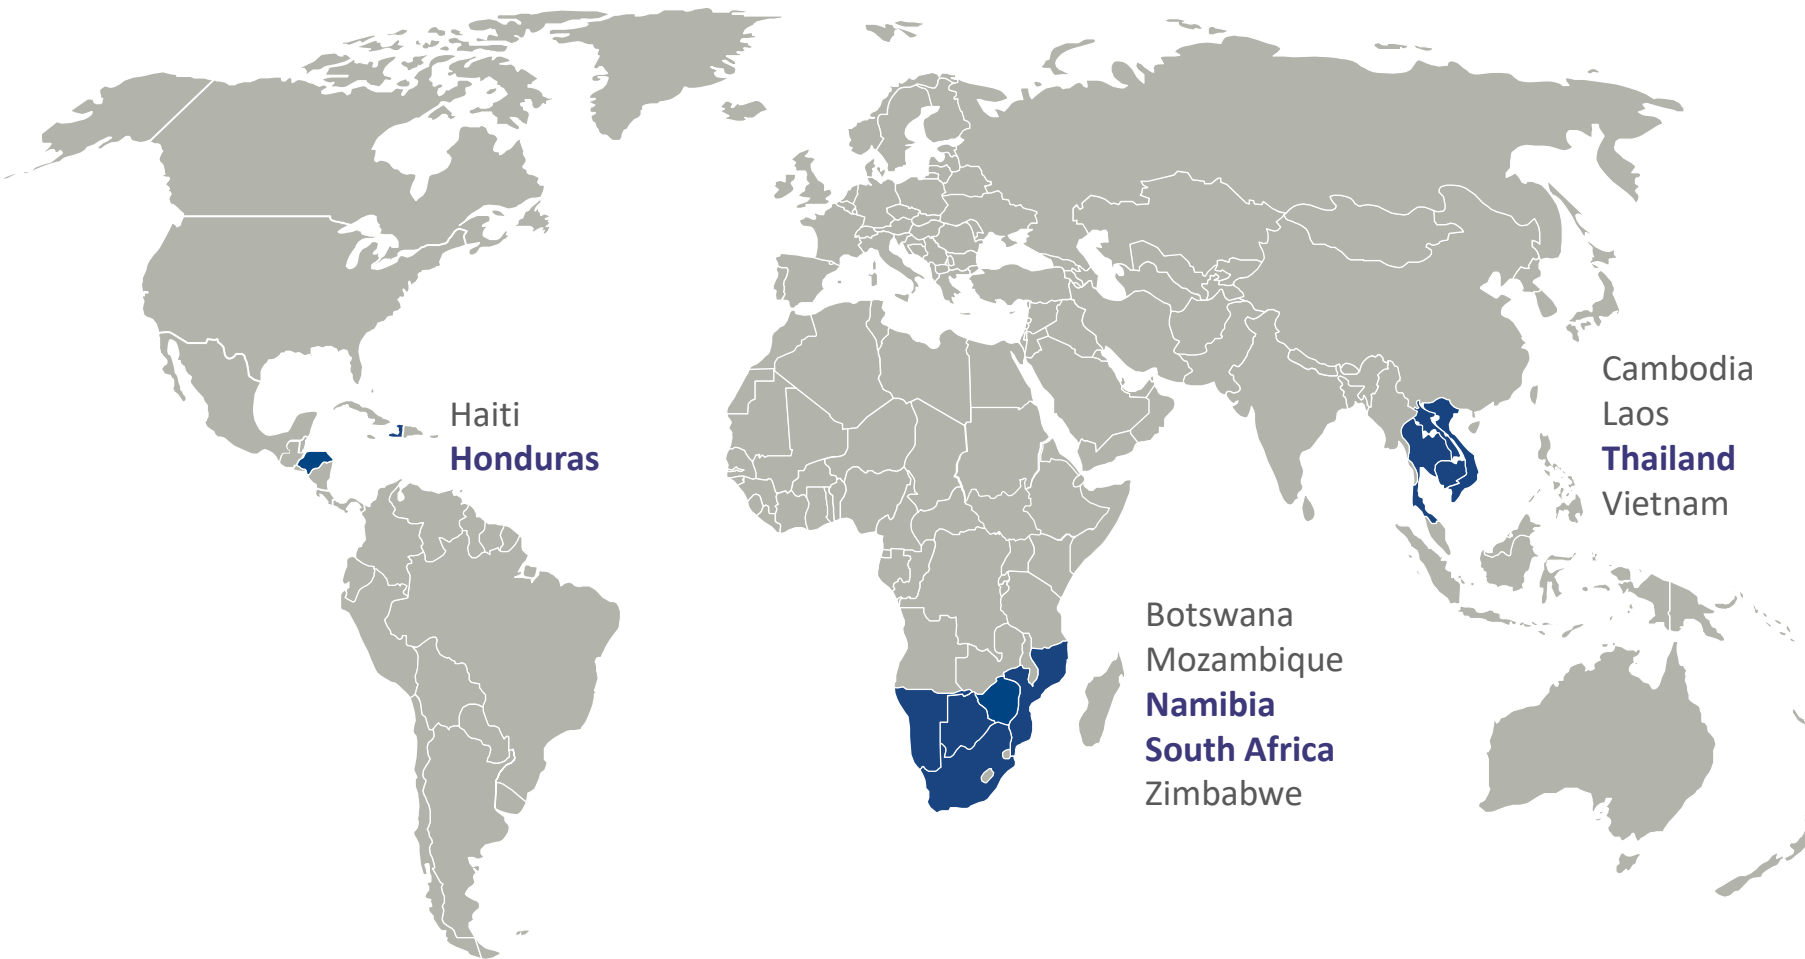 Haiti
Honduras
Cambodia
Laos
Thailand
Vietnam
Botswana
Mozambique
Namibia
South Africa
Zimbabwe